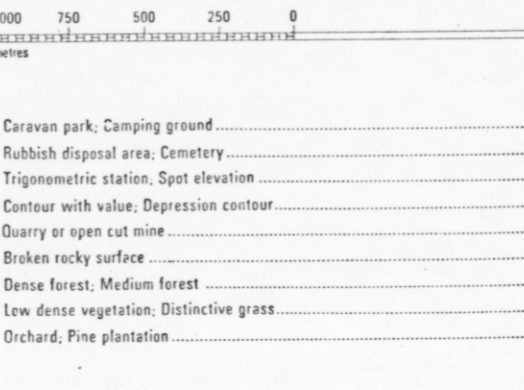 000 750 500 250 0
etres
Caravan park; Camping ground
Rubbish disposal area; Cemetery
Trigonometric station; Spot elevation
Contour with value; Depression contour
Quarry or open cut mine
Broken rocky surface
Dense forest; Medium forest
Low dense vegetation; Distinctive grass
Orchard; Pine plantation